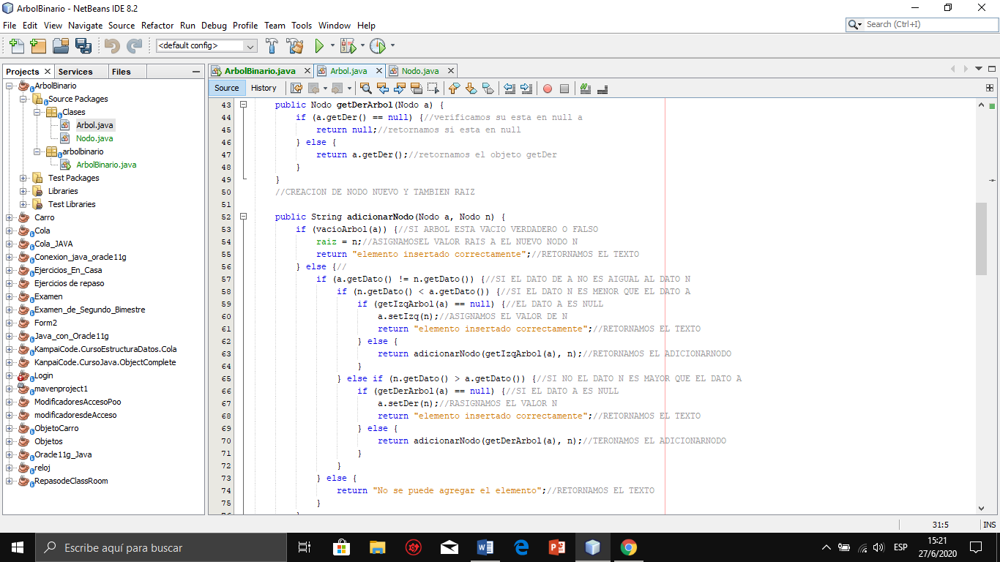 ArbolBinario - NetBeans IDE 8.2
File Edit View Navigate Source Refactor Run Debug Profile Team Tools Window Help
Search (Ctrl+I)
<default config>
Projects Services Files
ArbolBinario
Source Packages
Clases
Arbol.java
Nodo.java
arbolbinario
ArbolBinario.java
Test Packages
Libraries
Test Libraries
Carro
Cola
Cola_JAVA
Conexion_java_oracle11g
Ejercicios_En_Casa
Ejercicios de repaso
Examen
Examen_de_Segundo_Bimestre
Form2
Java_con_Oracle11g
KampaiCode.CursoEstructuraDatos.Cola
KanpaiCode.CursoJava.ObjectComplete
Login
mavenproject1
ModificadoresAccesoPoo
modificadoresdeAcceso
ObjetoCarro
Objetos
Oracle11g_Java
reloj
RepasodeClassRoom
ArbolBinario.java Arbol.java Nodo.java
Source History
43 public Nodo getDerArbol(Nodo a) {
44 if (a.getDer() == null) {//verificamos su esta en null a
45 return null;//retornamos si esta en null
46 } else {
47 return a.getDer();//retornamos el objeto getDer
48 }
49 }
50 //CREACION DE NODO NUEVO Y TAMBIEN RAIZ
51
52 public String adicionarNodo(Nodo a, Nodo n) {
53 if (vacioArbol(a)) {//SI ARBOL ESTA VACIO VERDADERO O FALSO
54 raiz = n;//ASIGNAMOSEL VALOR RAIS A EL NUEVO NODO N
55 return "elemento insertado correctamente";//RETORNAMOS EL TEXTO
56 } else {//
57 if (a.getDato() != n.getDato()) {//SI EL DATO DE A NO ES AIGUAL AL DATO N
58 if (n.getDato() < a.getDato()) {//SI EL DATO N ES MENOR QUE EL DATO A
59 if (getIzqArbol(a) == null) {//EL DATO A ES NULL
60 a.setIzq(n);//ASIGNAMOS EL VALOR DE N
61 return "elemento insertado correctamente";//RETORNAMOS EL TEXTO
62 } else {
63 return adicionarNodo(getIzqArbol(a), n);//RETORNAMOS EL ADICIONARNODO
64 }
65 } else if (n.getDato() > a.getDato()) {//SI NO EL DATO N ES MAYOR QUE EL DATO A
66 if (getDerArbol(a) == null) {//SI EL DATO A ES NULL
67 a.setDer(n);//RASIGNAMOS EL VALOR N
68 return "elemento insertado correctamente";//RETORNAMOS EL TEXTO
69 } else {
70 return adicionarNodo(getDerArbol(a), n);//TERONAMOS EL ADICIONARNODO
71 }
72 }
73 } else {
74 return "No se puede agregar el elemento";//RETORNAMOS EL TEXTO
75 }
76 }
31:5 INS
Escribe aquí para buscar
ESP
15:21
27/6/2020